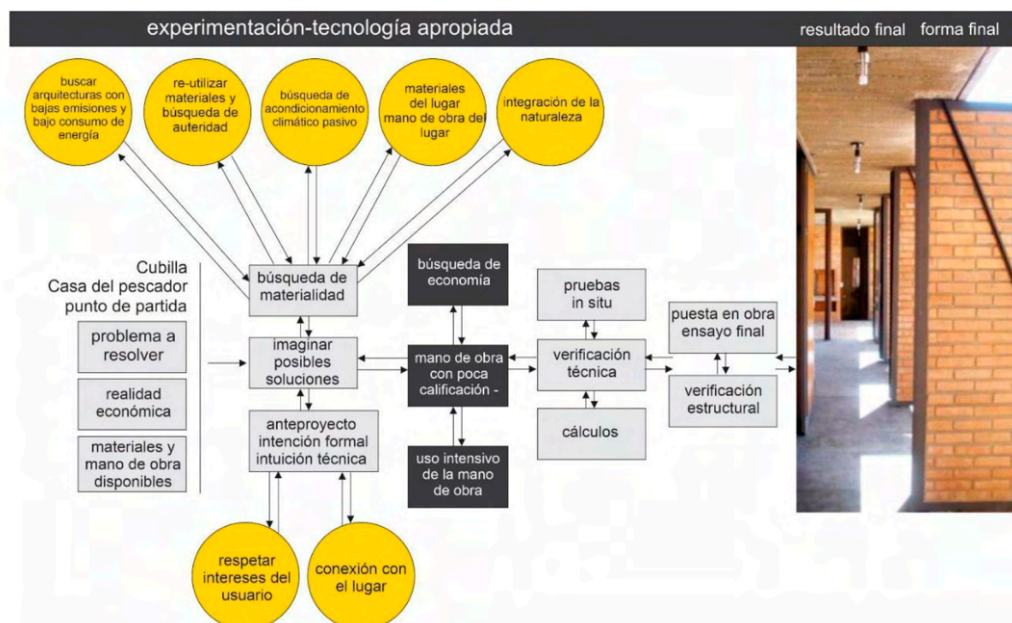 experimentación-tecnología apropiada
resultado final
forma final
buscar
arquitecturas con
bajas emisiones y
bajo consumo de
energía
re-utilizar
materiales y
búsqueda de
auteridad
búsqueda de
acondicionamiento
climático pasivo
materiales
del lugar
mano de obra del
lugar
integración de la
naturaleza
Cubilla
Casa del pescador
punto de partida
problema a
resolver
realidad
económica
materiales y
mano de obra
disponibles
búsqueda de
materialidad
imaginar
posibles
soluciones
anteproyecto
intención formal
intuición técnica
respetar
intereses del
usuario
conexión con
el lugar
búsqueda de
economía
mano de obra
con poca
calificación -
uso intensivo
de la mano
de obra
pruebas
in situ
verificación
técnica
cálculos
puesta en obra
ensayo final
verificación
estructural